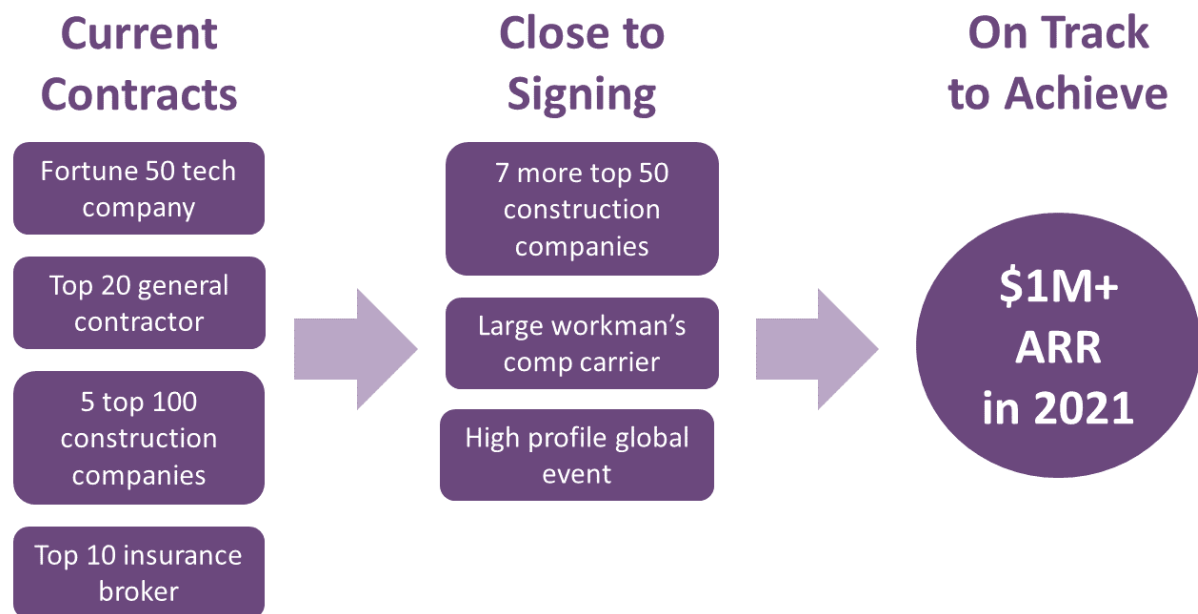 Current
Contracts
Fortune 50 tech
company
Top 20 general
contractor
5 top 100
construction
companies
Top 10 insurance
broker
Close to
Signing
7 more top 50
construction
companies
Large workman’s
comp carrier
High profile global
event
On Track
to Achieve
$1M+
ARR
in 2021